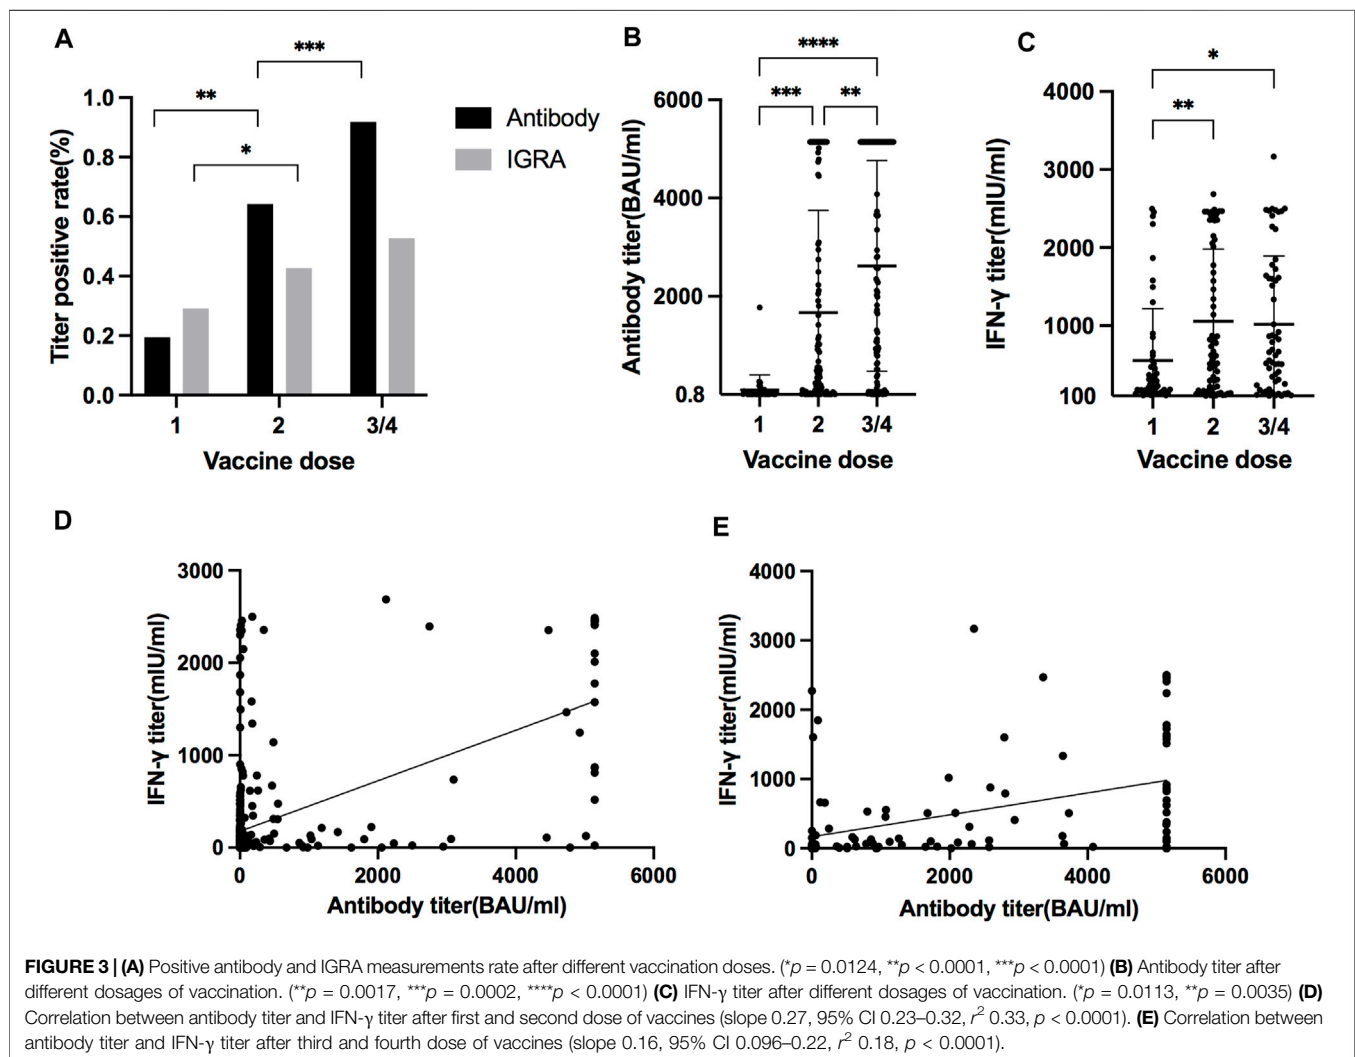 A
Titer positive rate(%)
1.0
0.8
0.6
0.4
0.2
0.0
**
*
***
1 2 3/4
Vaccine dose
Antibody
IGRA
B
Antibody titer(BAU/ml)
6000
4000
2000
0.8
****
*** **
1 2 3/4
Vaccine dose
C
IFN-γ titer(mIU/ml)
4000
3000
2000
1000
100
*
**
1 2 3/4
Vaccine dose
D
IFN-γ titer(mIU/ml)
3000
2000
1000
0
0 2000 4000 6000
Antibody titer(BAU/ml)
E
IFN-γ titer(mIU/ml)
4000
3000
2000
1000
0
0 2000 4000 6000
Antibody titer(BAU/ml)
FIGURE 3 | (A) Positive antibody and IGRA measurements rate after different vaccination doses. (*p = 0.0124, **p < 0.0001, ***p < 0.0001) (B) Antibody titer after
different dosages of vaccination. (**p = 0.0017, ***p = 0.0002, ****p < 0.0001) (C) IFN-γ titer after different dosages of vaccination. (*p = 0.0113, **p = 0.0035) (D)
Correlation between antibody titer and IFN-γ titer after first and second dose of vaccines (slope 0.27, 95% CI 0.23–0.32, r² 0.33, p < 0.0001). (E) Correlation between
antibody titer and IFN-γ titer after third and fourth dose of vaccines (slope 0.16, 95% CI 0.096–0.22, r² 0.18, p < 0.0001).